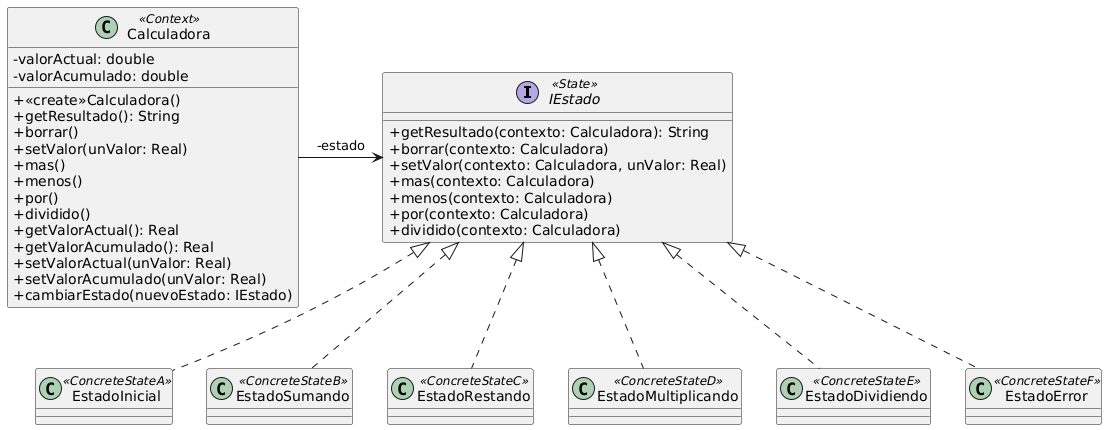 C
«Context»
Calculadora
-valorActual: double
-valorAcumulado: double
+«create»Calculadora()
+getResultado(): String
+borrar()
+setValor(unValor: Real)
+mas()
+menos()
+por()
+dividido()
+getValorActual(): Real
+getValorAcumulado(): Real
+setValorActual(unValor: Real)
+setValorAcumulado(unValor: Real)
+cambiarEstado(nuevoEstado: IEstado)
-estado
I
«State»
IEstado
+getResultado(contexto: Calculadora): String
+borrar(contexto: Calculadora)
+setValor(contexto: Calculadora, unValor: Real)
+mas(contexto: Calculadora)
+menos(contexto: Calculadora)
+por(contexto: Calculadora)
+dividido(contexto: Calculadora)
C
«ConcreteStateA»
EstadoInicial
C
«ConcreteStateB»
EstadoSumando
C
«ConcreteStateC»
EstadoRestando
C
«ConcreteStateD»
EstadoMultiplicando
C
«ConcreteStateE»
EstadoDividiendo
C
«ConcreteStateF»
EstadoError